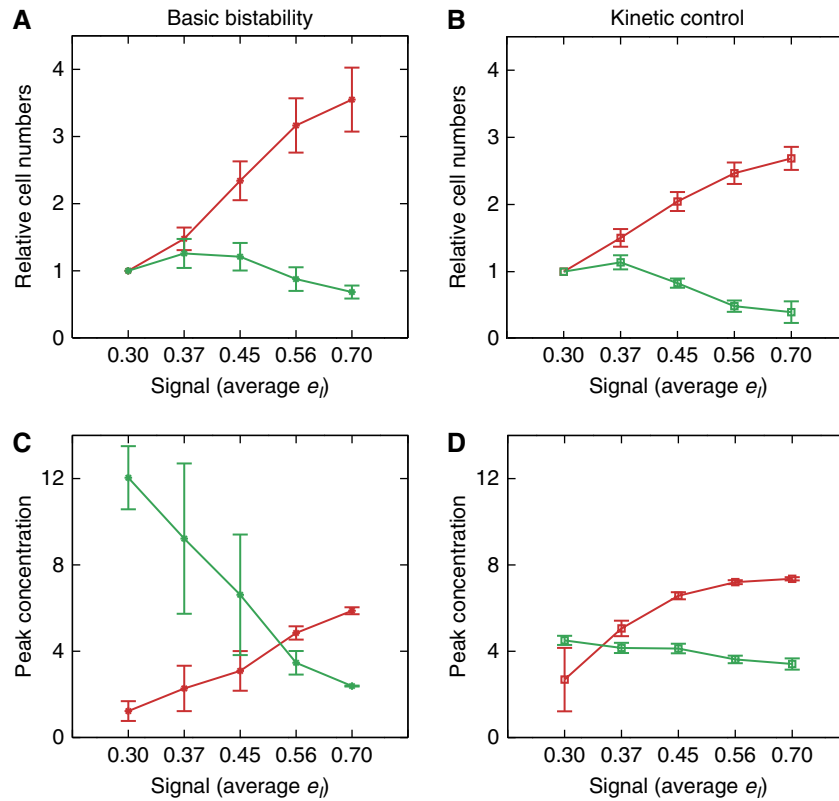 A Basic bistability
B Kinetic control
Relative cell numbers
4
3
2
1
0
0.30 0.37 0.45 0.56 0.70
Signal (average e_l)
Relative cell numbers
4
3
2
1
0
0.30 0.37 0.45 0.56 0.70
Signal (average e_l)
C
Peak concentration
12
8
4
0
0.30 0.37 0.45 0.56 0.70
Signal (average e_l)
D
Peak concentration
12
8
4
0
0.30 0.37 0.45 0.56 0.70
Signal (average e_l)